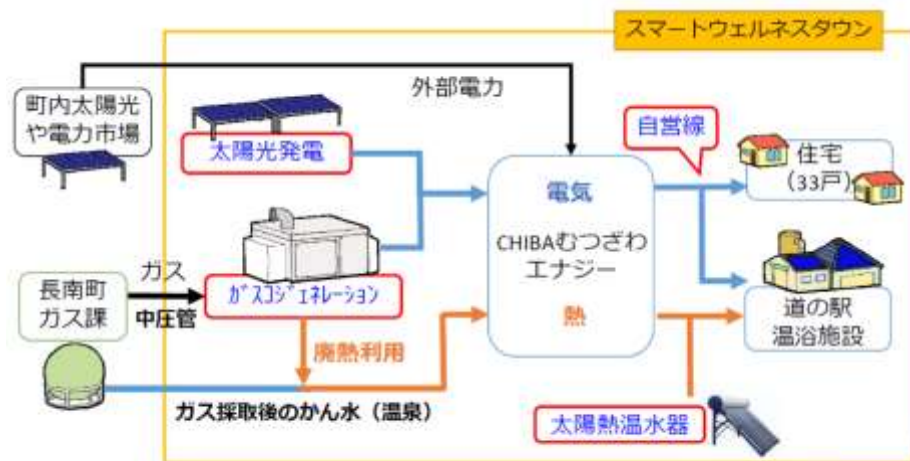 スマートウェルネスタウン
町内太陽光
や電力市場
外部電力
太陽光発電
自営線
住宅
（33戸）
電気
CHIBAむつざわ
エナジー
熱
長南町
ガス課
ガス
中圧管
ｶﾞｽｺｼﾞｪﾈﾚｰｼｮﾝ
道の駅
温浴施設
廃熱利用
ガス採取後のかん水（温泉）
太陽熱温水器